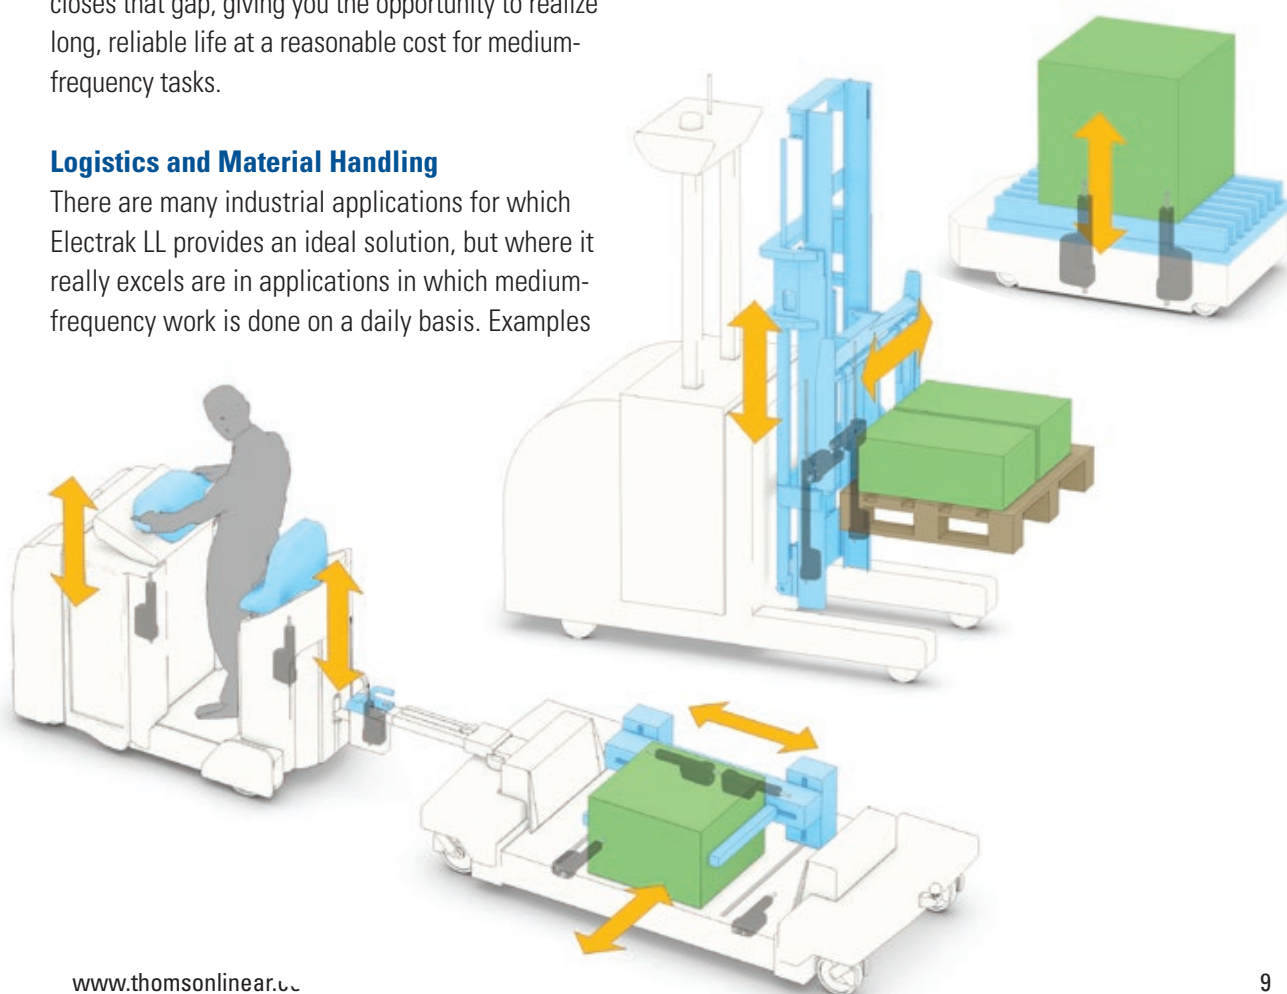 closes that gap, giving you the opportunity to realize
long, reliable life at a reasonable cost for medium-
frequency tasks.
Logistics and Material Handling
There are many industrial applications for which
Electrak LL provides an ideal solution, but where it
really excels are in applications in which medium-
frequency work is done on a daily basis. Examples
www.thomsonlinear.
9